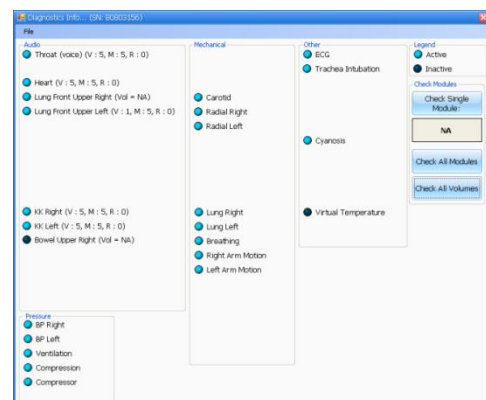 Diagnostics Info... (SN: B0803156)
File
Audio
Throat (voice) (V : 5, M : 5, R : 0)
Heart (V : 5, M : 5, R : 0)
Lung Front Upper Right (Vol = NA)
Lung Front Upper Left (V : 1, M : 5, R : 0)
KK Right (V : 5, M : 5, R : 0)
KK Left (V : 5, M : 5, R : 0)
Bowel Upper Right (Vol = NA)
Pressure
BP Right
BP Left
Ventilation
Compression
Compressor
Mechanical
Carotid
Radial Right
Radial Left
Lung Right
Lung Left
Breathing
Right Arm Motion
Left Arm Motion
Other
ECG
Trachea Intubation
Cyanosis
Virtual Temperature
Legend
Active
Inactive
Check Modules
Check Single
Module:
NA
Check All Modules
Check All Volumes